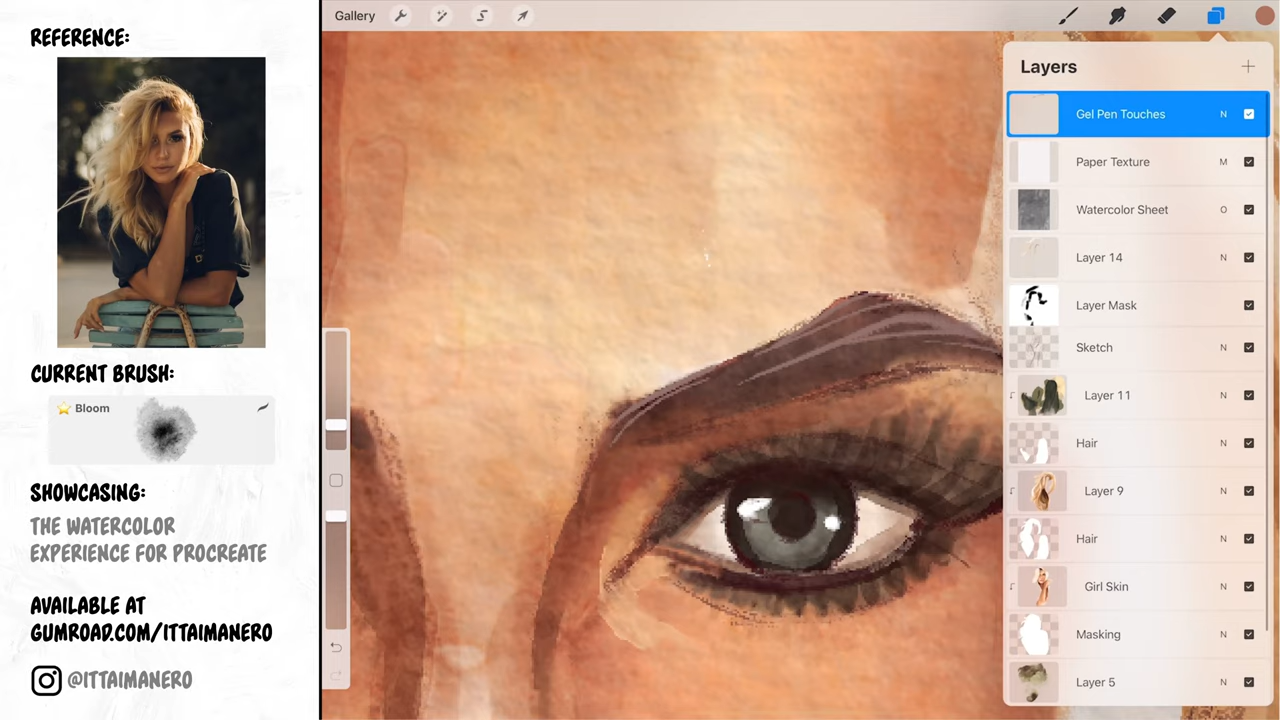 REFERENCE:
CURRENT BRUSH:
Bloom
SHOWCASING:
THE WATERCOLOR
EXPERIENCE FOR PROCREATE
AVAILABLE AT
GUMROAD.COM/ITTAIMANERO
@ITTAIMANERO
Gallery
Layers
Gel Pen Touches N
Paper Texture M
Watercolor Sheet O
Layer 14 N
Layer Mask
Sketch N
Layer 11 N
Hair N
Layer 9 N
Hair N
Girl Skin N
Masking N
Layer 5 N